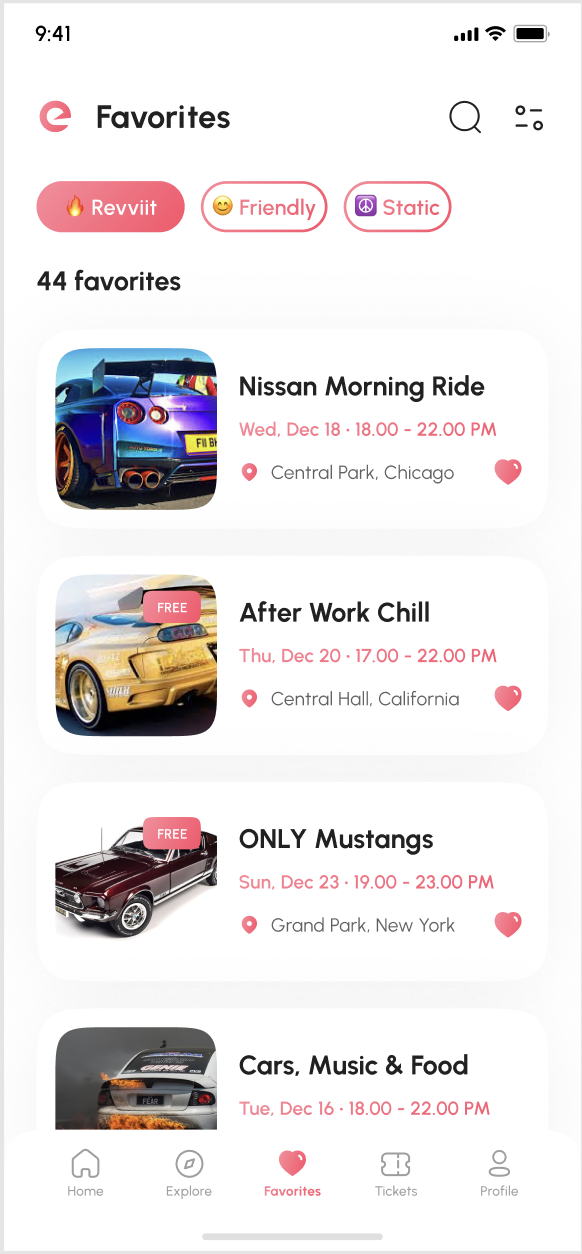 9:41
Favorites
🔥 Revviit
😊 Friendly
☮️ Static
44 favorites
Nissan Morning Ride
Wed, Dec 18 · 18.00 - 22.00 PM
Central Park, Chicago
FREE
After Work Chill
Thu, Dec 20 · 17.00 - 22.00 PM
Central Hall, California
FREE
ONLY Mustangs
Sun, Dec 23 · 19.00 - 23.00 PM
Grand Park, New York
GENIE
FEAR
Cars, Music & Food
Tue, Dec 16 · 18.00 - 22.00 PM
Home
Explore
Favorites
Tickets
Profile